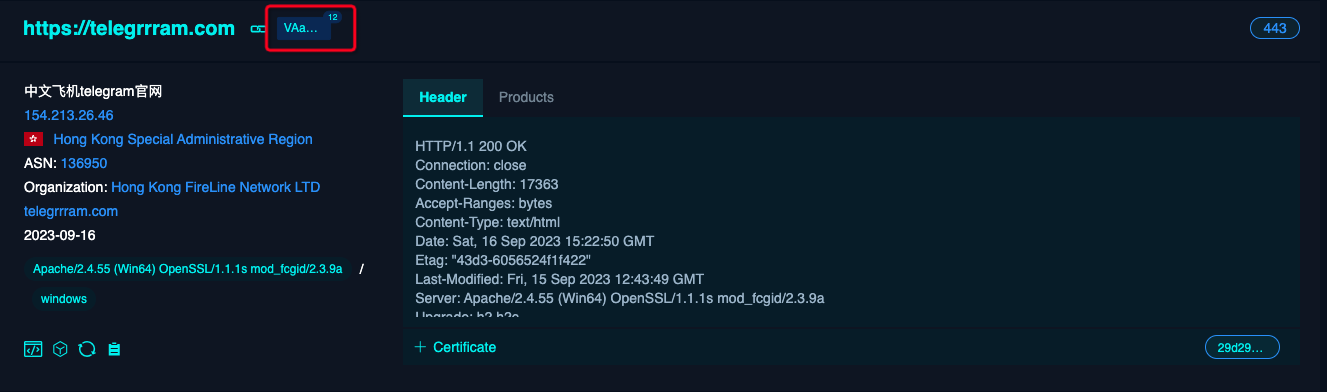 https://telegrrram.com VAa... 12 443
中文飞机telegram官网
154.213.26.46
Hong Kong Special Administrative Region
ASN: 136950
Organization: Hong Kong FireLine Network LTD
telegrrram.com
2023-09-16
Apache/2.4.55 (Win64) OpenSSL/1.1.1s mod_fcgid/2.3.9a /
windows
Header Products
HTTP/1.1 200 OK
Connection: close
Content-Length: 17363
Accept-Ranges: bytes
Content-Type: text/html
Date: Sat, 16 Sep 2023 15:22:50 GMT
Etag: "43d3-6056524f1f422"
Last-Modified: Fri, 15 Sep 2023 12:43:49 GMT
Server: Apache/2.4.55 (Win64) OpenSSL/1.1.1s mod_fcgid/2.3.9a
Upgrade: h2,h2c
+ Certificate 29d29...